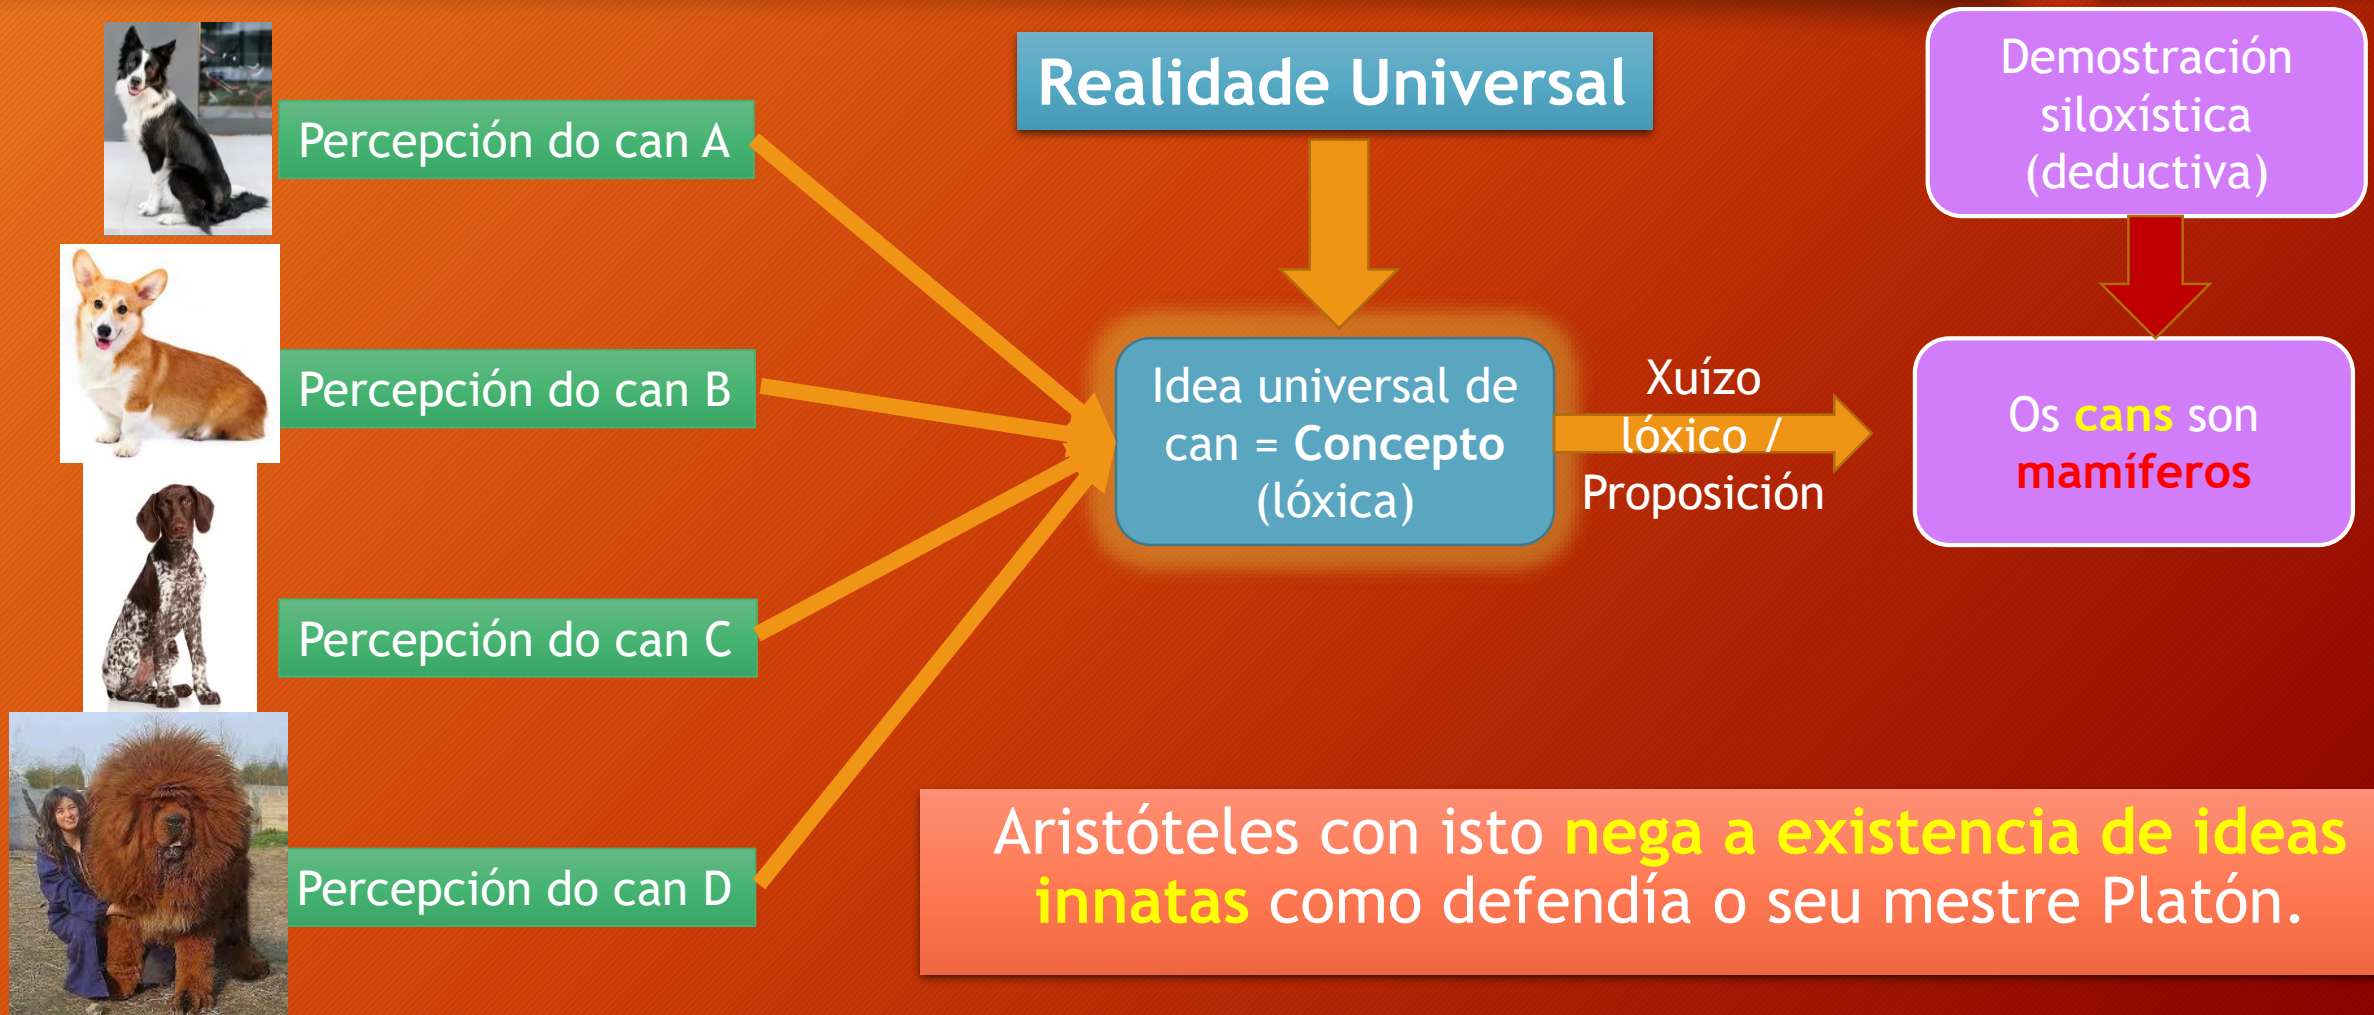 Percepción do can A
Percepción do can B
Percepción do can C
Percepción do can D
Realidade Universal
Idea universal de
can = Concepto
(lóxica)
Xuízo
lóxico /
Proposición
Demostración
siloxística
(deductiva)
Os cans son
mamíferos
Aristóteles con isto nega a existencia de ideas
innatas como defendía o seu mestre Platón.